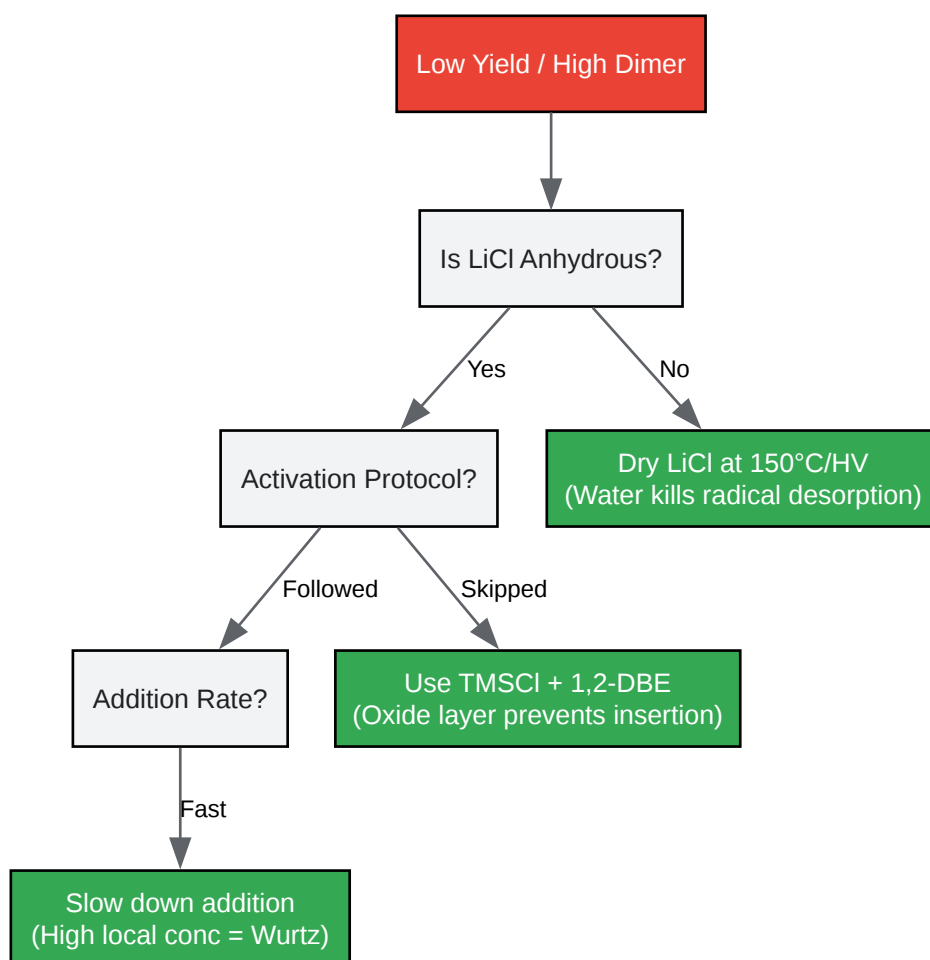 Low Yield / High Dimer
Is LiCl Anhydrous?
Yes
No
Activation Protocol?
Dry LiCl at 150°C/HV
(Water kills radical desorption)
Followed
Skipped
Addition Rate?
Use TMSCl + 1,2-DBE
(Oxide layer prevents insertion)
Fast
Slow down addition
(High local conc = Wurtz)